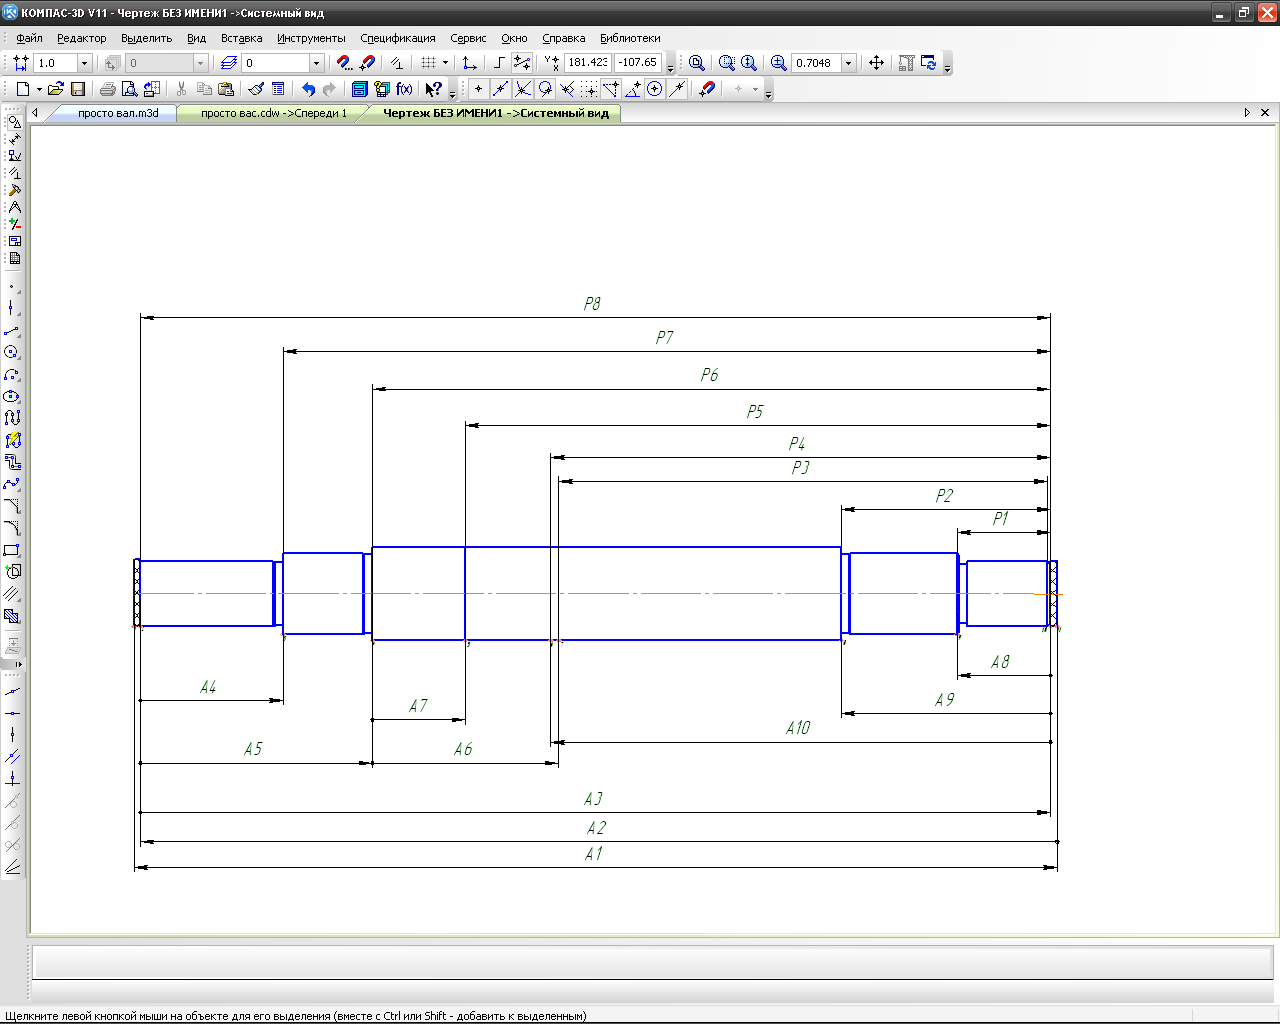 КОМПАС-3D V11 - Чертеж БЕЗ ИМЕНИ1 ->Системный вид
Файл Редактор Выделить Вид Вставка Инструменты Спецификация Сервис Окно Справка Библиотеки
1.0 0 0 181.423 -107.65 0.7048
f(x)
просто вал.m3d просто вас.cdw ->Спереди 1 Чертеж БЕЗ ИМЕНИ1 ->Системный вид
P8
P7
P6
P5
P4
P3
P2
P1
A8
A4
A9
A7
A10
A5 A6
A3
A2
A1
Щелкните левой кнопкой мыши на объекте для его выделения (вместе с Ctrl или Shift - добавить к выделенным)